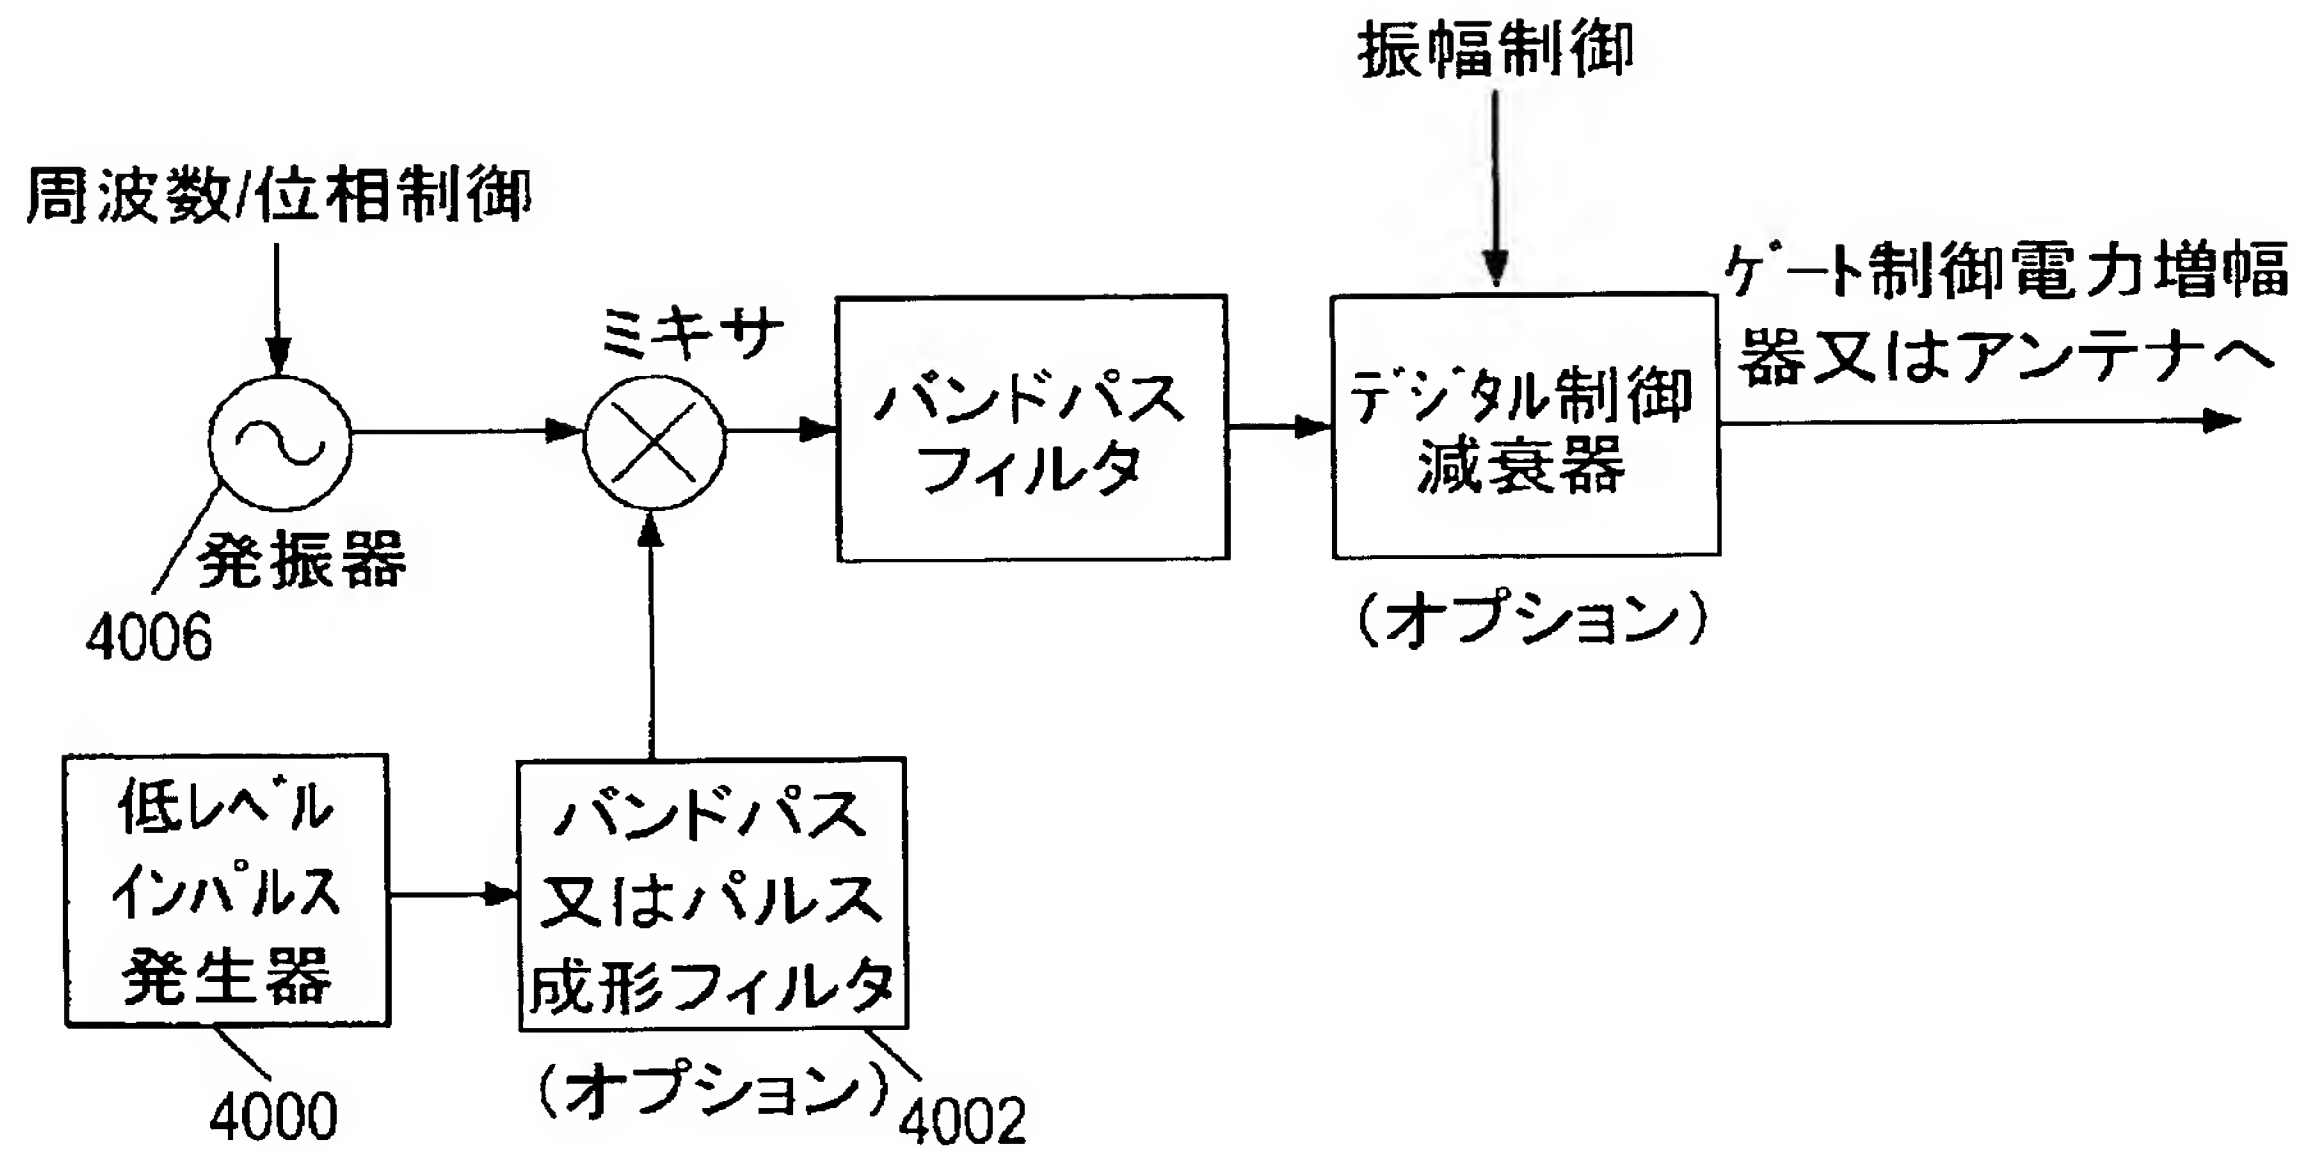 振幅制御
周波数/位相制御
ゲート制御電力増幅
器又はアンテナへ
ミキサ
バンドパス
フィルタ
デジタル制御
減衰器
発振器
4006
(オプション)
低レベル
インパルス
発生器
バンドパス
又はパルス
成形フィルタ
(オプション)
4000
4002